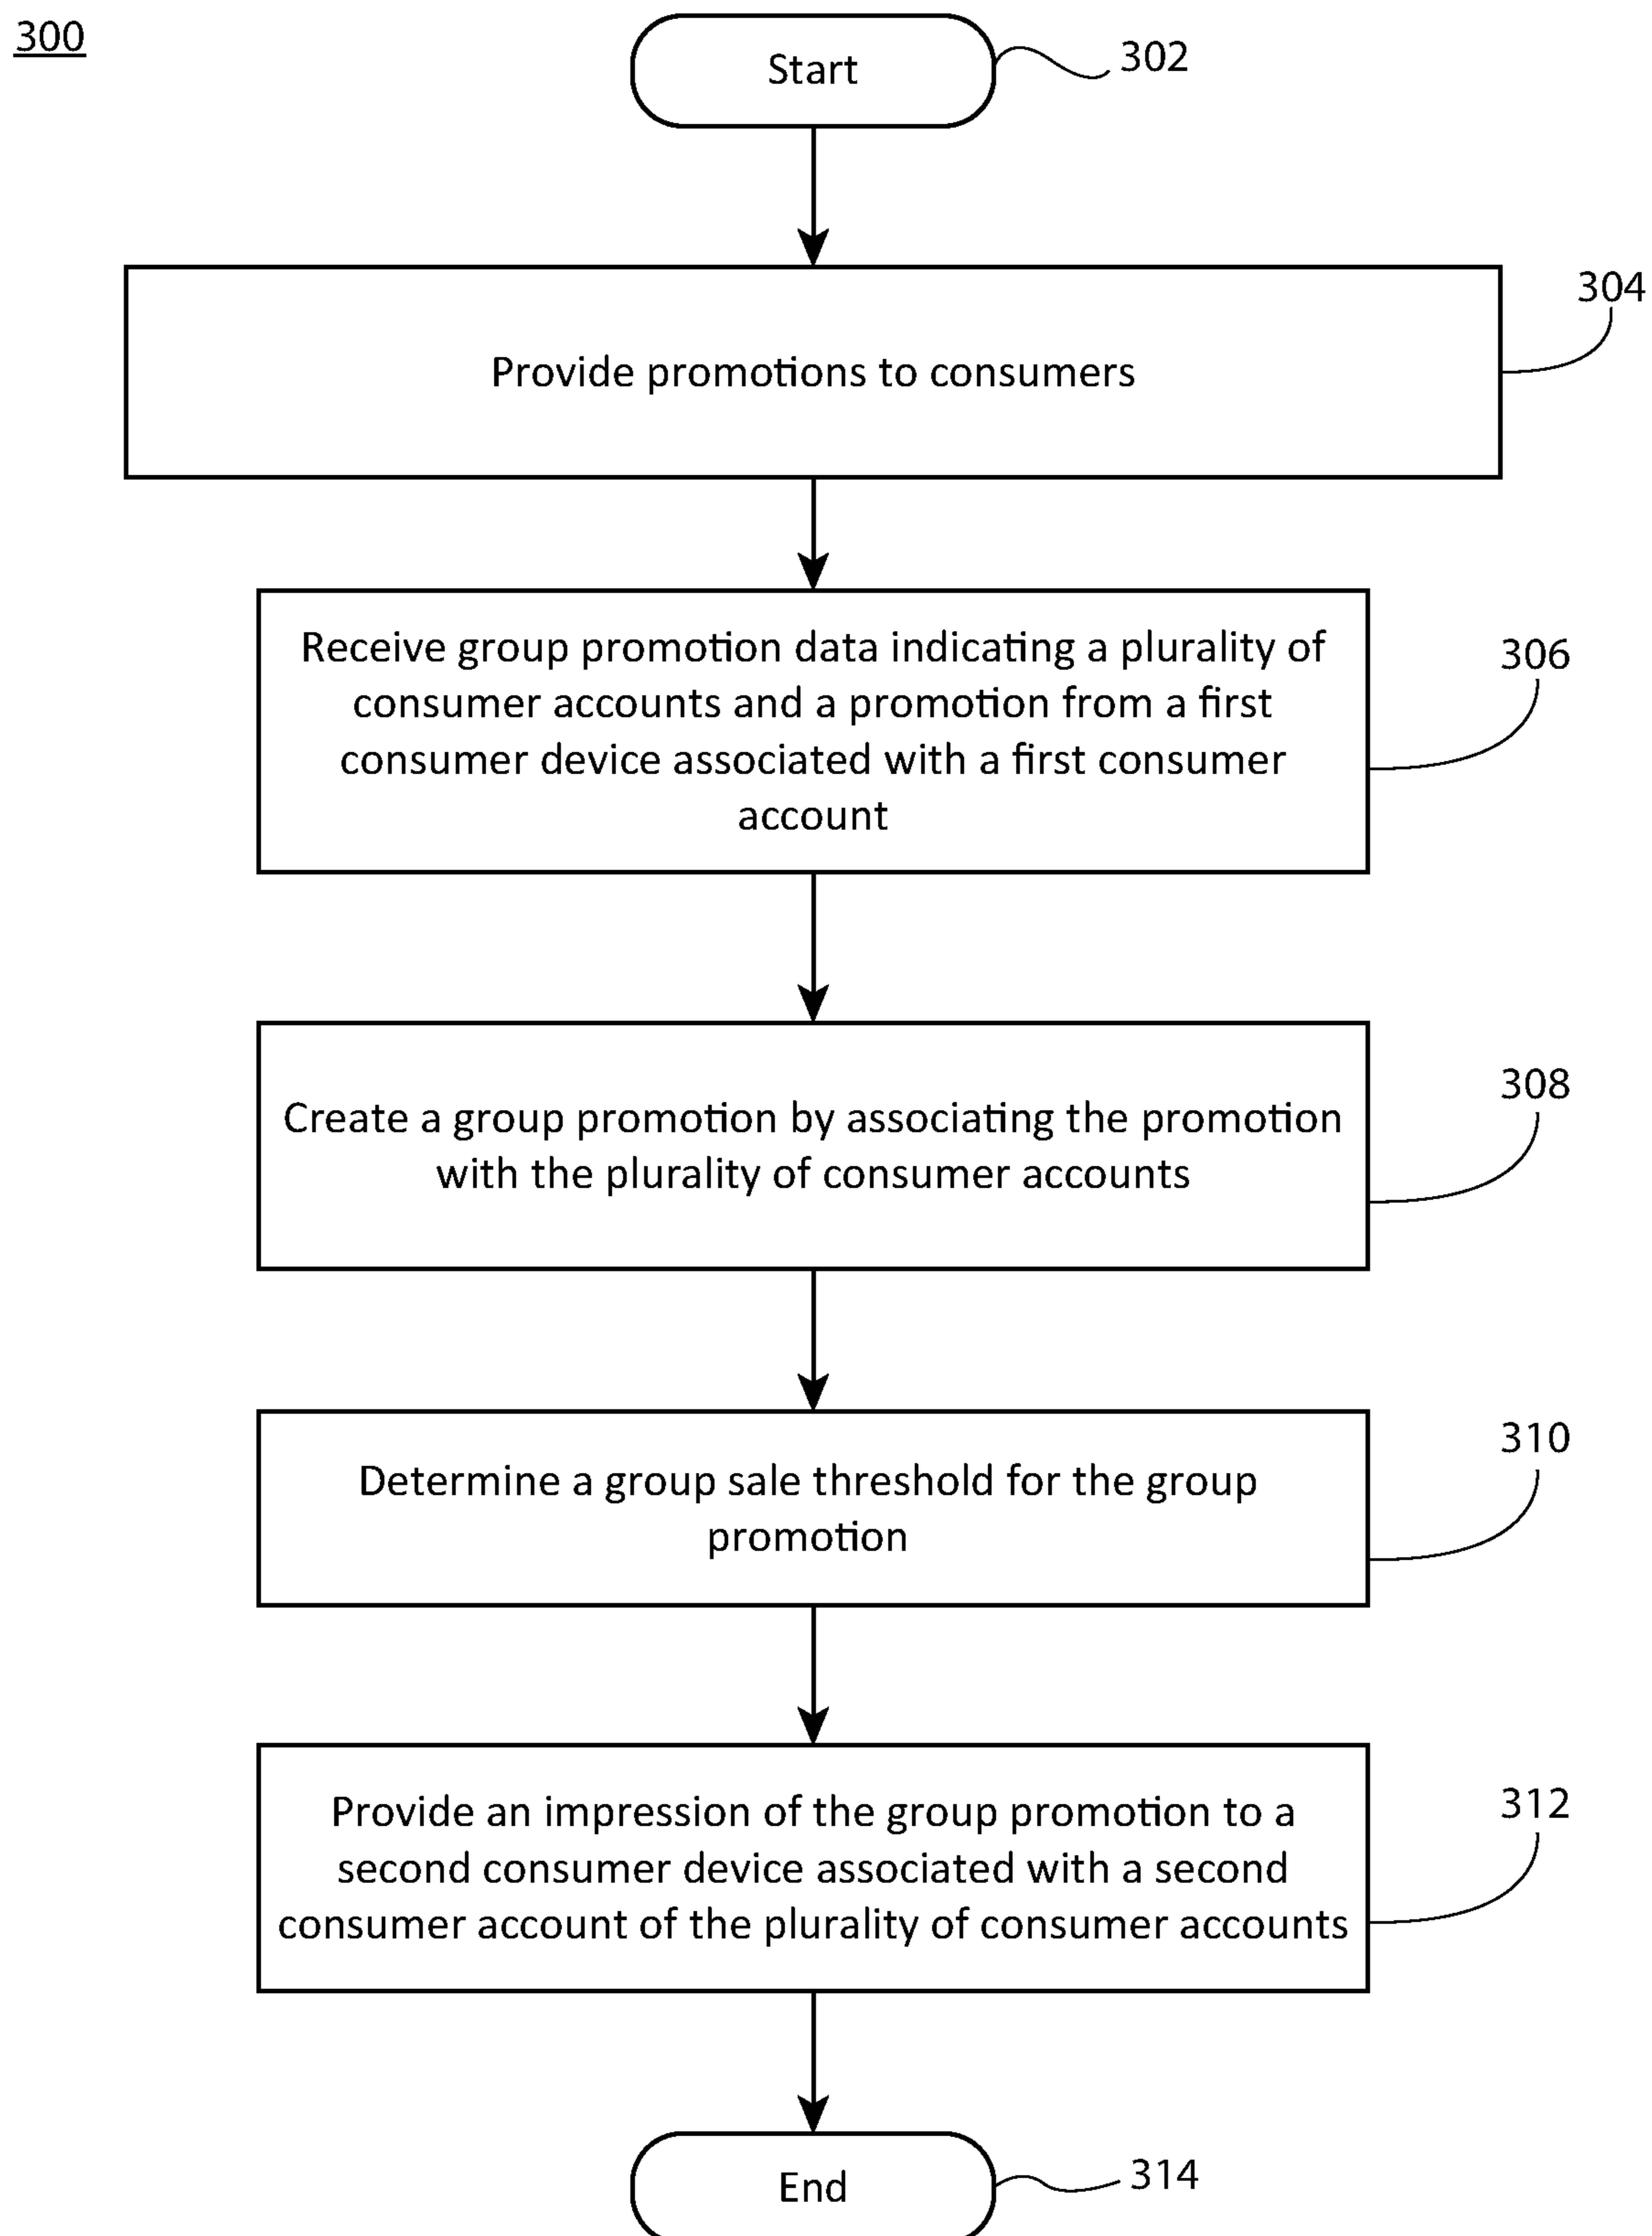 300
Start
302
304
Provide promotions to consumers
Receive group promotion data indicating a plurality of
consumer accounts and a promotion from a first
consumer device associated with a first consumer
account
306
308
Create a group promotion by associating the promotion
with the plurality of consumer accounts
310
Determine a group sale threshold for the group
promotion
312
Provide an impression of the group promotion to a
second consumer device associated with a second
consumer account of the plurality of consumer accounts
End
314